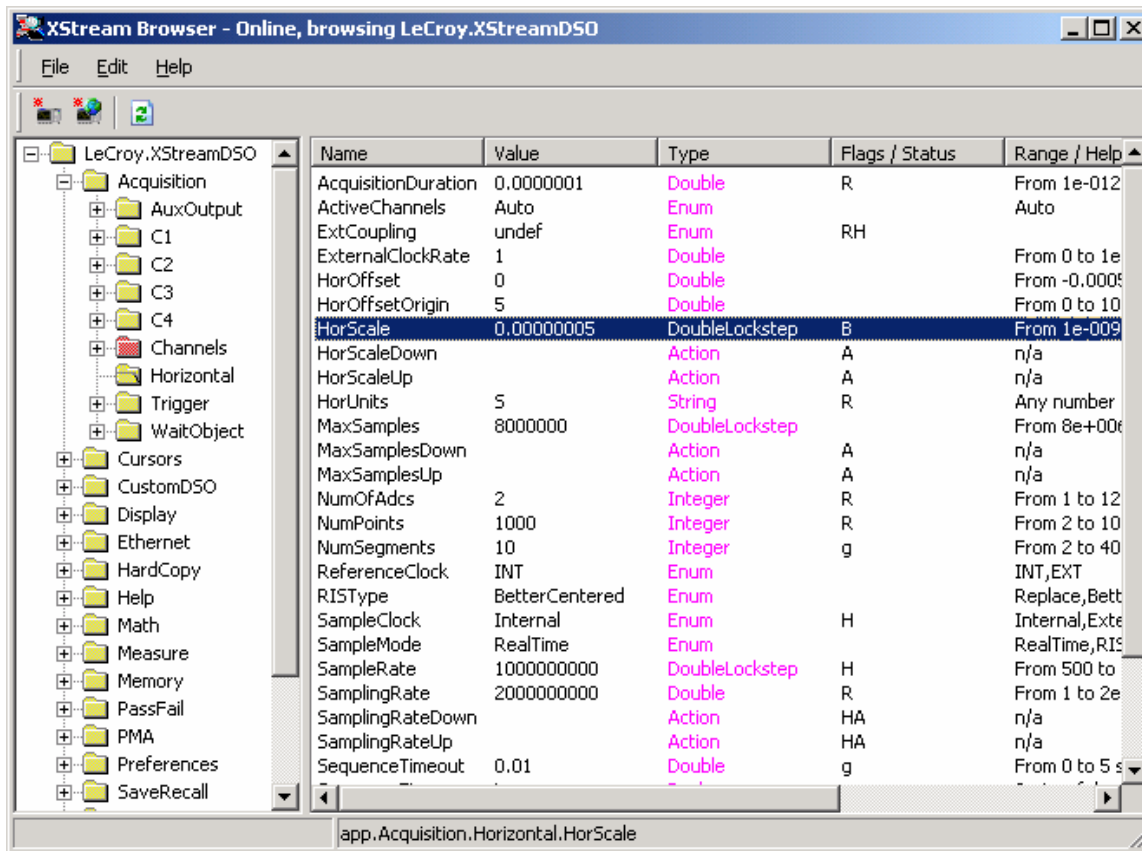 XStream Browser - Online, browsing LeCroy.XStreamDSO
File Edit Help
LeCroy.XStreamDSO
Acquisition
AuxOutput
C1
C2
C3
C4
Channels
Horizontal
Trigger
WaitObject
Cursors
CustomDSO
Display
Ethernet
HardCopy
Help
Math
Measure
Memory
PassFail
PMA
Preferences
SaveRecall
Name Value Type Flags / Status Range / Help
AcquisitionDuration 0.0000001 Double R From 1e-012
ActiveChannels Auto Enum Auto
ExtCoupling undef Enum RH
ExternalClockRate 1 Double From 0 to 1e
HorOffset 0 Double From -0.0005
HorOffsetOrigin 5 Double From 0 to 10
HorScale 0.00000005 DoubleLockstep B From 1e-009
HorScaleDown Action A n/a
HorScaleUp Action A n/a
HorUnits S String R Any number
MaxSamples 8000000 DoubleLockstep From 8e+006
MaxSamplesDown Action A n/a
MaxSamplesUp Action A n/a
NumOfAdcs 2 Integer R From 1 to 12
NumPoints 1000 Integer R From 2 to 10
NumSegments 10 Integer g From 2 to 40
ReferenceClock INT Enum INT,EXT
RISType BetterCentered Enum Replace,Bett
SampleClock Internal Enum H Internal,Exte
SampleMode RealTime Enum RealTime,RIS
SampleRate 1000000000 DoubleLockstep H From 500 to
SamplingRate 2000000000 Double R From 1 to 2e
SamplingRateDown Action HA n/a
SamplingRateUp Action HA n/a
SequenceTimeout 0.01 Double g From 0 to 5 s
app.Acquisition.Horizontal.HorScale